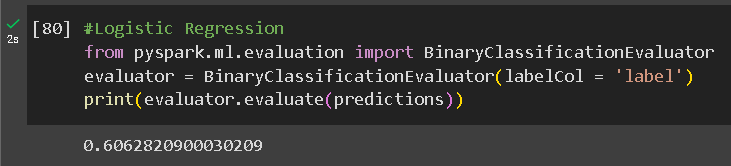 [80] #Logistic Regression
2s
from pyspark.ml.evaluation import BinaryClassificationEvaluator
evaluator = BinaryClassificationEvaluator(labelCol = 'label')
print(evaluator.evaluate(predictions))
0.6062820900030209